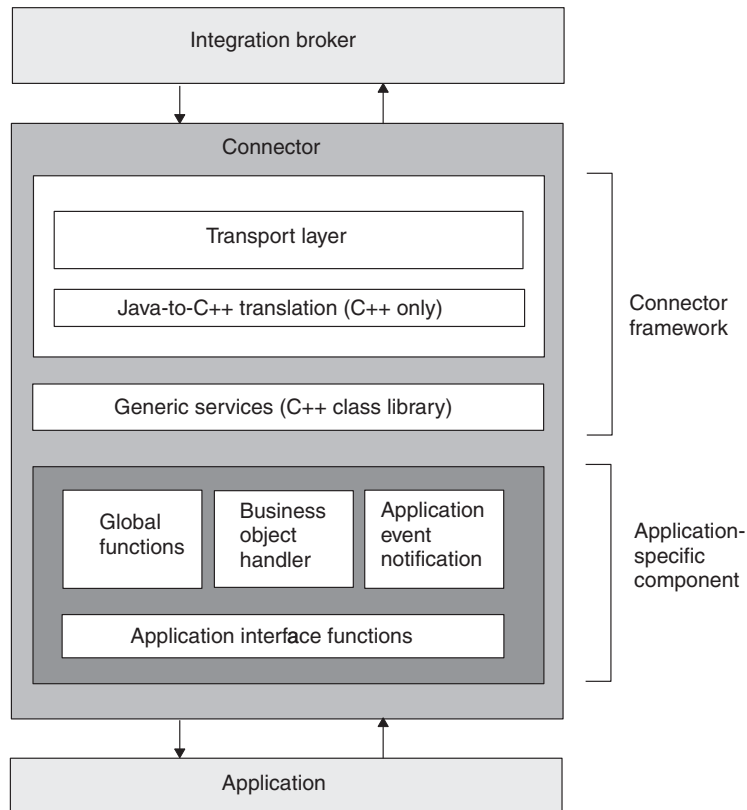 Integration broker
Connector
Transport layer
Java-to-C++ translation (C++ only)
Generic services (C++ class library)
Connector
framework
Global
functions
Business
object
handler
Application
event
notification
Application interface functions
Application-
specific
component
Application